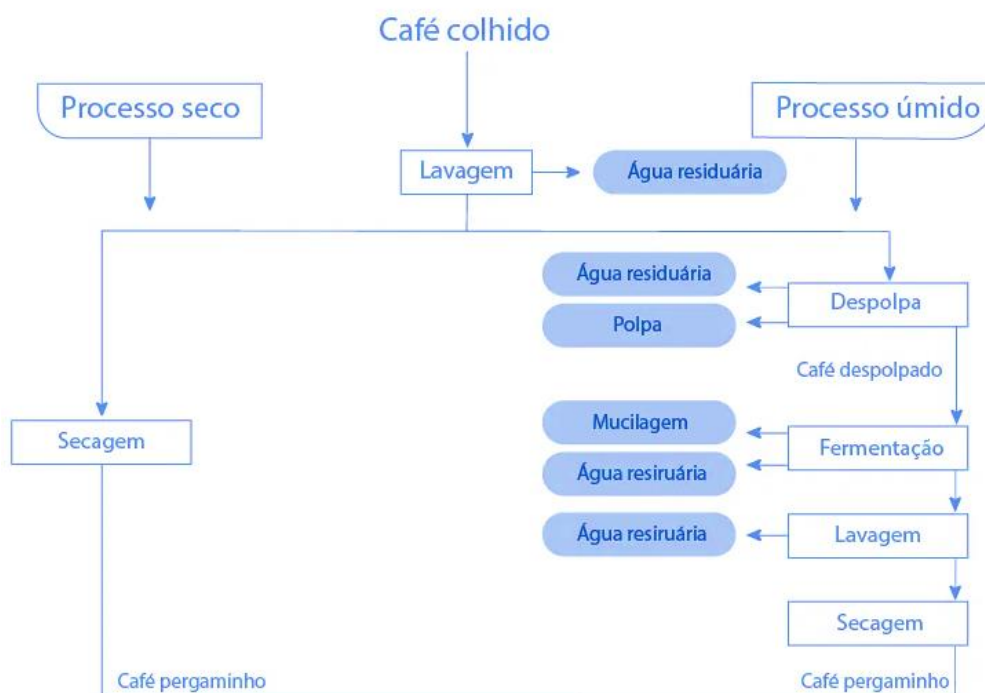 Café colhido
Processo seco
Processo úmido
Lavagem
Água residuária
Água residuária
Despolpa
Polpa
Café despolpado
Mucilagem
Secagem
Fermentação
Água resiruária
Água resiruária
Lavagem
Secagem
Café pergaminho
Café pergaminho